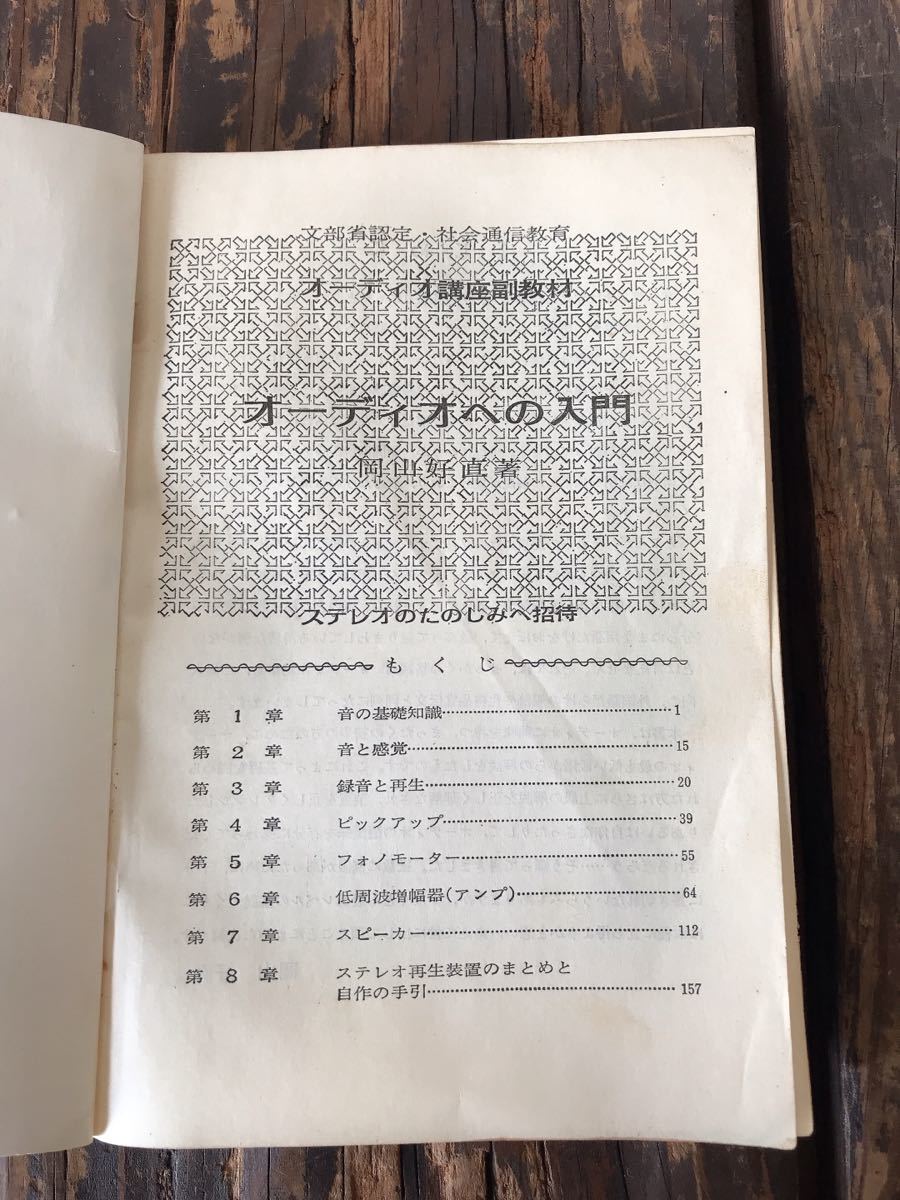 文部省認定・社会通信教育
オーディオ講座副教材
オーディオへの入門
岡山好直著
ステレオのたのしみへ招待
もくじ
第1章 音の基礎知識 1
第2章 音と感覚 15
第3章 録音と再生 20
第4章 ピックアップ 39
第5章 フォノモーター 55
第6章 低周波増幅器(アンプ) 64
第7章 スピーカー 112
第8章 ステレオ再生装置のまとめと
自作の手引 157